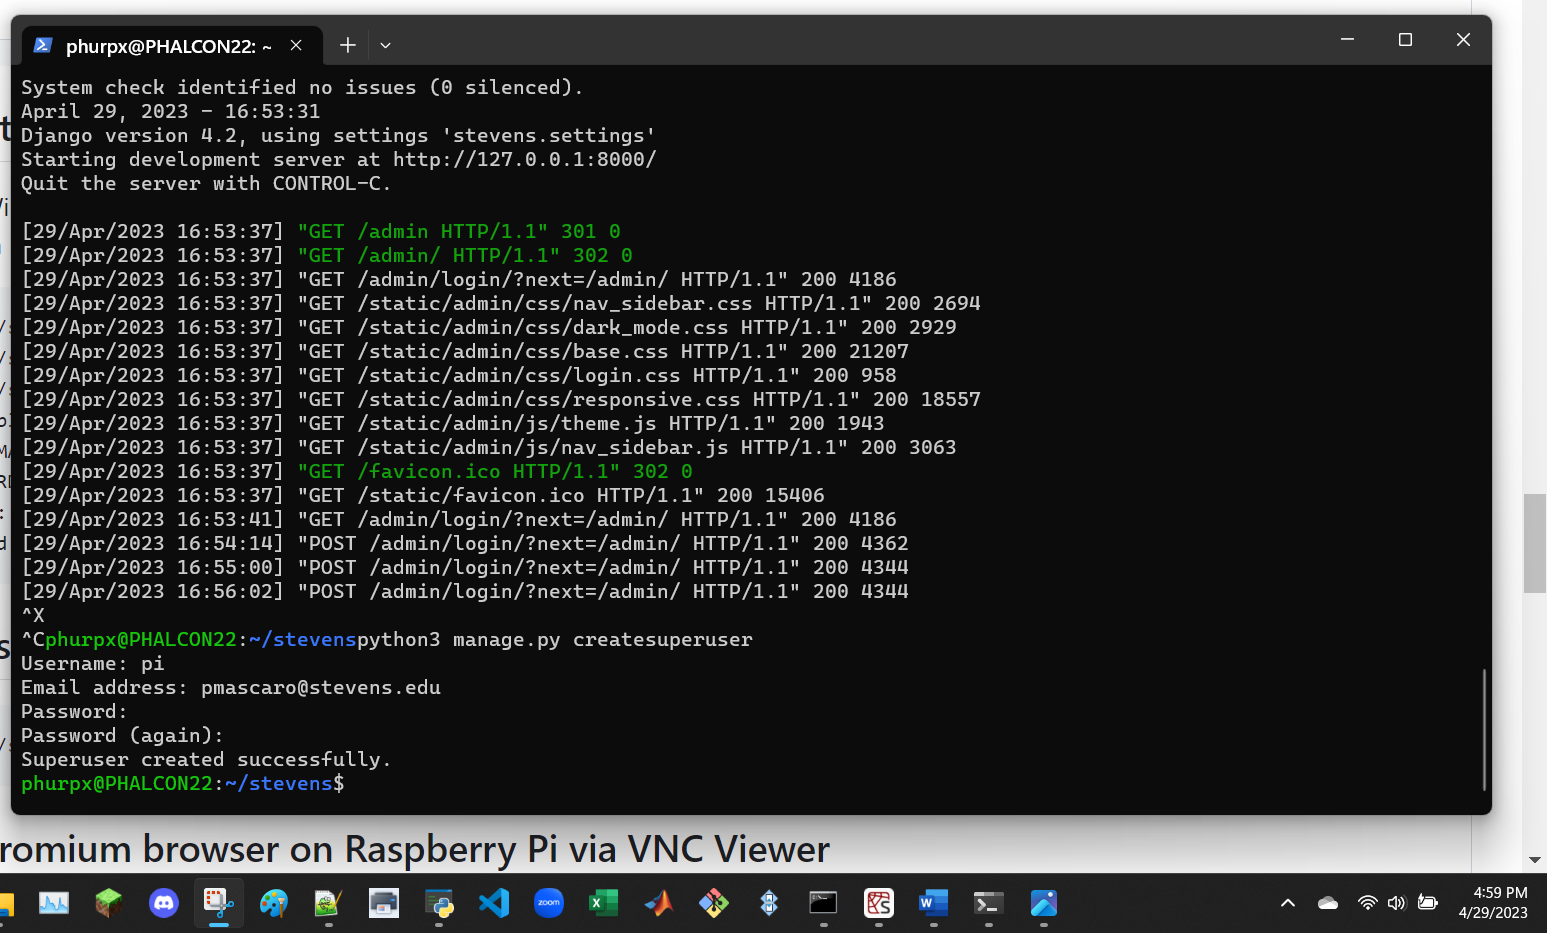 phurpx@PHALCON22: ~
System check identified no issues (0 silenced).
April 29, 2023 - 16:53:31
Django version 4.2, using settings 'stevens.settings'
Starting development server at http://127.0.0.1:8000/
Quit the server with CONTROL-C.
[29/Apr/2023 16:53:37] "GET /admin HTTP/1.1" 301 0
[29/Apr/2023 16:53:37] "GET /admin/ HTTP/1.1" 302 0
[29/Apr/2023 16:53:37] "GET /admin/login/?next=/admin/ HTTP/1.1" 200 4186
[29/Apr/2023 16:53:37] "GET /static/admin/css/nav_sidebar.css HTTP/1.1" 200 2694
[29/Apr/2023 16:53:37] "GET /static/admin/css/dark_mode.css HTTP/1.1" 200 2929
[29/Apr/2023 16:53:37] "GET /static/admin/css/base.css HTTP/1.1" 200 21207
[29/Apr/2023 16:53:37] "GET /static/admin/css/login.css HTTP/1.1" 200 958
[29/Apr/2023 16:53:37] "GET /static/admin/css/responsive.css HTTP/1.1" 200 18557
[29/Apr/2023 16:53:37] "GET /static/admin/js/theme.js HTTP/1.1" 200 1943
[29/Apr/2023 16:53:37] "GET /static/admin/js/nav_sidebar.js HTTP/1.1" 200 3063
[29/Apr/2023 16:53:37] "GET /favicon.ico HTTP/1.1" 302 0
[29/Apr/2023 16:53:37] "GET /static/favicon.ico HTTP/1.1" 200 15406
[29/Apr/2023 16:53:41] "GET /admin/login/?next=/admin/ HTTP/1.1" 200 4186
[29/Apr/2023 16:54:14] "POST /admin/login/?next=/admin/ HTTP/1.1" 200 4362
[29/Apr/2023 16:55:00] "POST /admin/login/?next=/admin/ HTTP/1.1" 200 4344
[29/Apr/2023 16:56:02] "POST /admin/login/?next=/admin/ HTTP/1.1" 200 4344
^X
^Cphurpx@PHALCON22:~/stevenspython3 manage.py createsuperuser
Username: pi
Email address: pmascaro@stevens.edu
Password:
Password (again):
Superuser created successfully.
phurpx@PHALCON22:~/stevens$
romium browser on Raspberry Pi via VNC Viewer
zoom
4:59 PM
4/29/2023